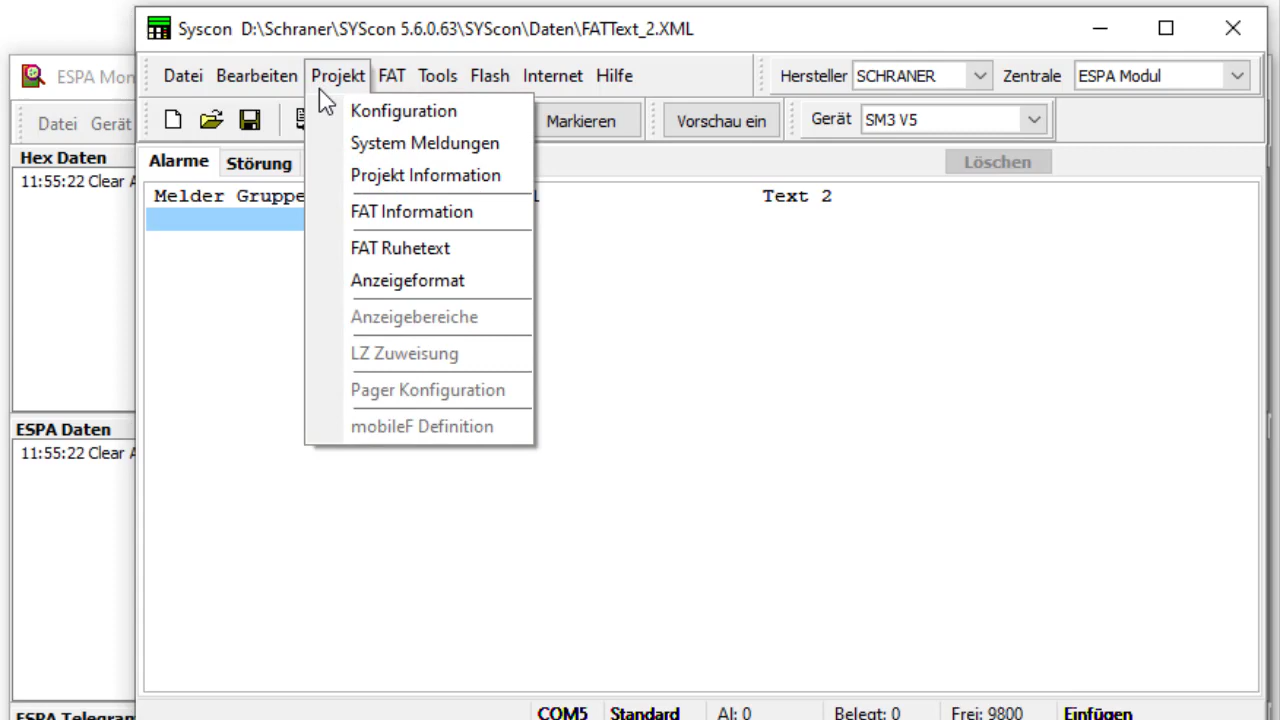 Syscon D:\Schraner\SYScon 5.6.0.63\SYScon\Daten\FATText_2.XML
ESPA Mon
Datei Bearbeiten Projekt FAT Tools Flash Internet Hilfe
Hersteller SCHRANER Zentrale ESPA Modul
Datei Gerät
Markieren Vorschau ein Gerät SM3 V5
Konfiguration
System Meldungen
Projekt Information
FAT Information
FAT Ruhetext
Anzeigeformat
Anzeigebereiche
LZ Zuweisung
Pager Konfiguration
mobileF Definition
Hex Daten
11:55:22 Clear A
Alarme Störung Löschen
Melder Gruppe 1 Text 2
ESPA Daten
11:55:22 Clear A
ESPA Telegram
COM5 Standard Al: 0 Belegt: 0 Frei: 9800 Einfügen